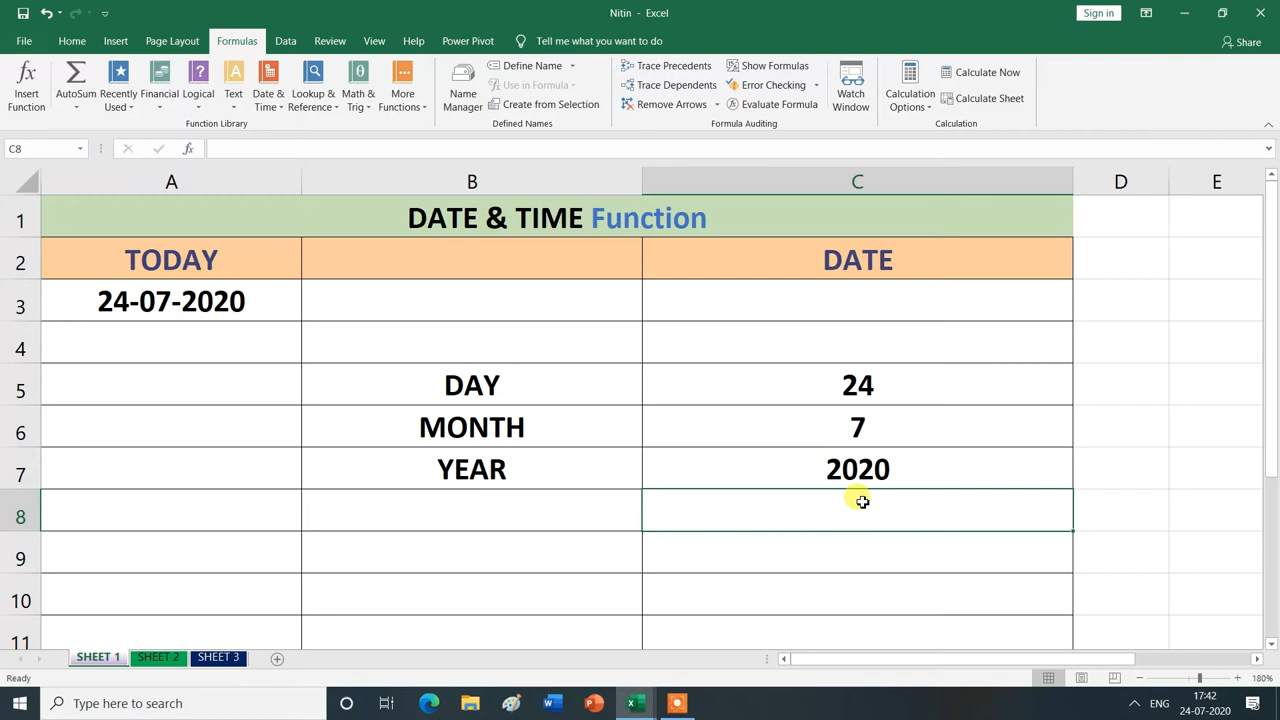 Nitin - Excel
Sign in
File Home Insert Page Layout Formulas Data Review View Help Power Pivot Tell me what you want to do
Share
Insert Function
AutoSum
Recently Used
Financial
Logical
Text
Date & Time
Lookup & Reference
Math & Trig
More Functions
Function Library
Name Manager
Define Name
Use in Formula
Create from Selection
Defined Names
Trace Precedents
Trace Dependents
Remove Arrows
Show Formulas
Error Checking
Evaluate Formula
Formula Auditing
Watch Window
Calculation Options
Calculate Now
Calculate Sheet
Calculation
C8
fx
A B C D E
1 DATE & TIME Function
2 TODAY DATE
3 24-07-2020
4
5 DAY 24
6 MONTH 7
7 YEAR 2020
8
9
10
11
SHEET 1 SHEET 2 SHEET 3
Ready
180%
Type here to search
ENG
17:42
24-07-2020